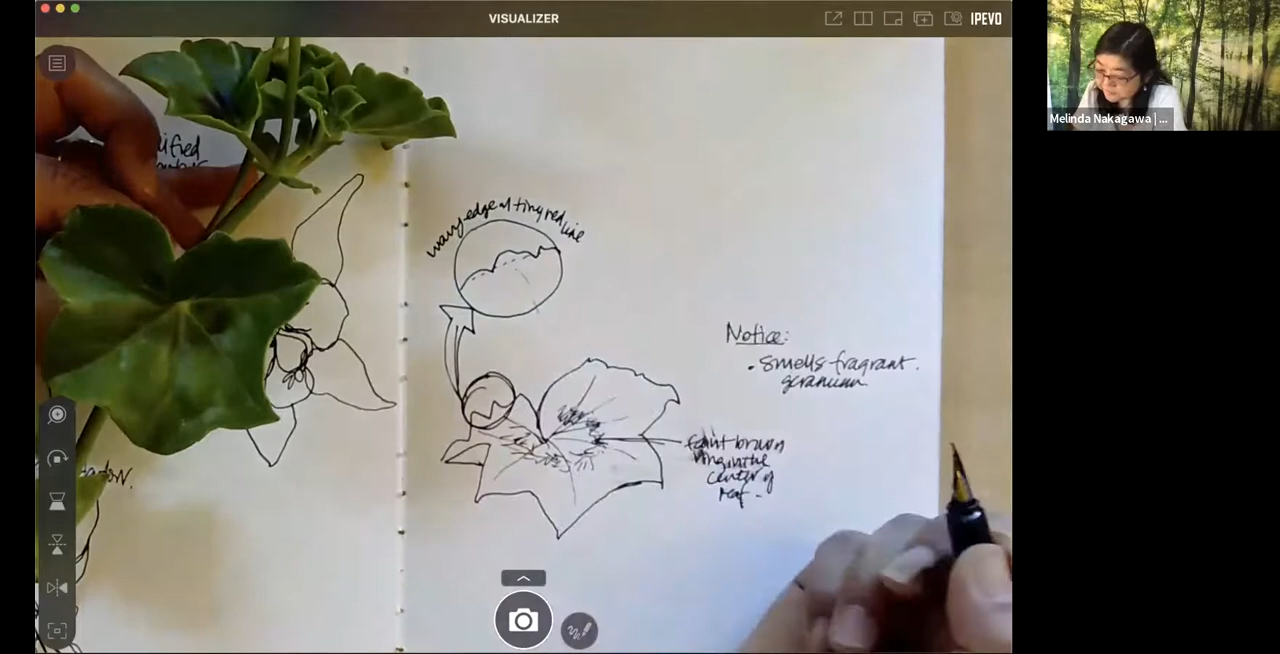 VISUALIZER
IPEVO
Melinda Nakagawa | ...
wavy edge w tiny red line
Notice:
• smells fragrant.
geranium
faint brown
ring in the
center of
leaf.